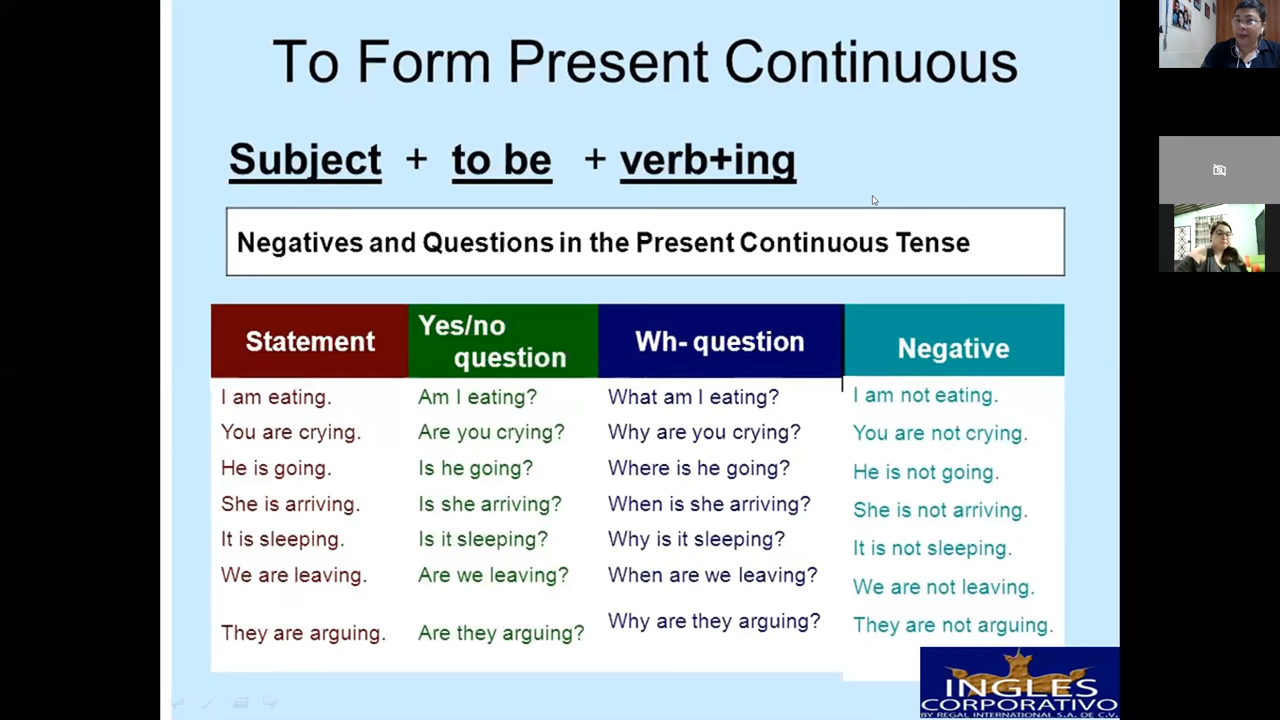 To Form Present Continuous
Subject + to be + verb+ing
Negatives and Questions in the Present Continuous Tense
Statement
Yes/no
question
Wh- question
Negative
I am eating.
Am I eating?
What am I eating?
I am not eating.
You are crying.
Are you crying?
Why are you crying?
You are not crying.
He is going.
Is he going?
Where is he going?
He is not going.
She is arriving.
Is she arriving?
When is she arriving?
She is not arriving.
It is sleeping.
Is it sleeping?
Why is it sleeping?
It is not sleeping.
We are leaving.
Are we leaving?
When are we leaving?
We are not leaving.
They are arguing.
Are they arguing?
Why are they arguing?
They are not arguing.
INGLES
CORPORATIVO
BY REGAL INTERNATIONAL S.A. DE C.V.